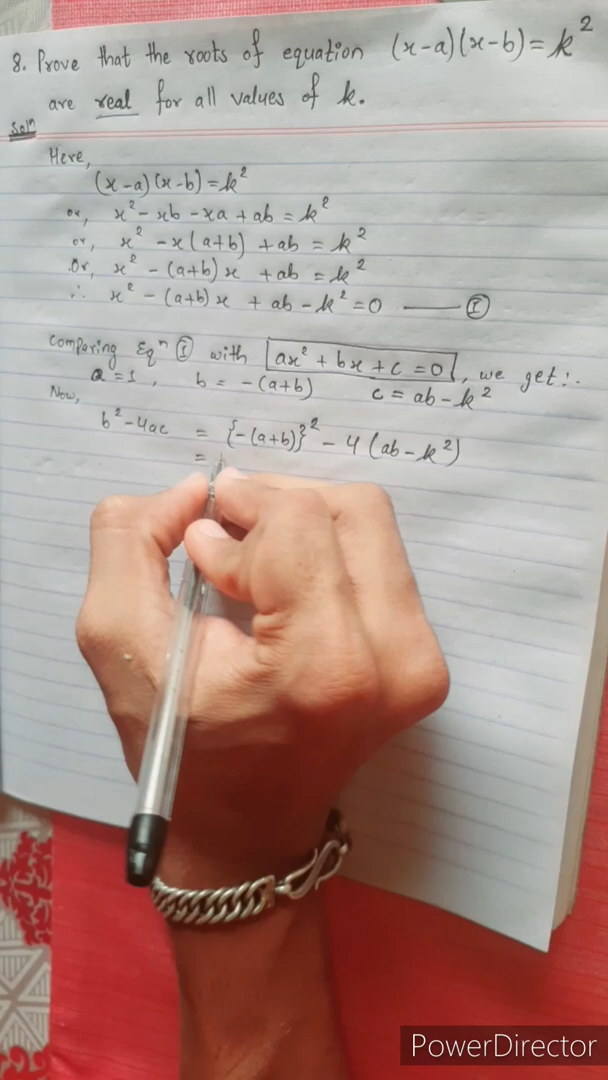 8. Prove that the roots of equation (x-a)(x-b)=k²
are real for all values of k.
Solⁿ
Here,
(x-a)(x-b)=k²
or, x²-xb-xa+ab=k²
or, x²-x(a+b)+ab=k²
Or, x²-(a+b)x+ab=k²
∴ x²-(a+b)x+ab-k²=0 —— Ⓘ
Comparing Eqⁿ Ⓘ with ax²+bx+c=0, we get:-
a=1, b=-(a+b) c=ab-k²
Now,
b²-4ac = {-(a+b)}²-4(ab-k²)
=
PowerDirector